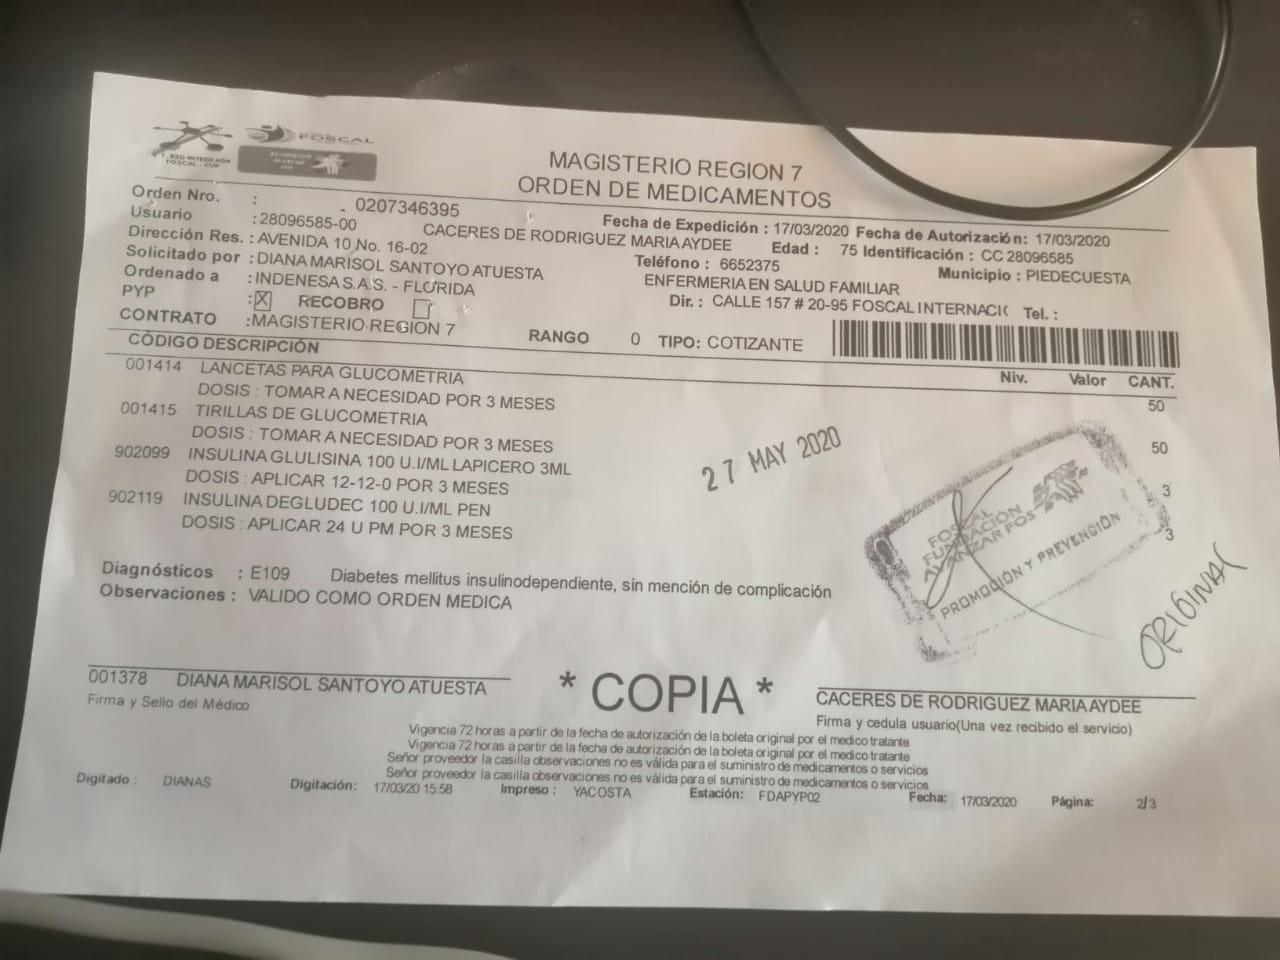 T. RED INTEGRADA
FOSCAL - CUB
FOSCAL
FUNDACIÓN
MAGISTERIO REGION 7
ORDEN DE MEDICAMENTOS
Orden Nro. : 0207346395
Fecha de Expedición : 17/03/2020 Fecha de Autorización: 17/03/2020
Usuario : 28096585-00 CACERES DE RODRIGUEZ MARIA AYDEE Edad : 75 Identificación : CC 28096585
Dirección Res. : AVENIDA 10 No. 16-02 Teléfono : 6652375 Municipio : PIEDECUESTA
Solicitado por : DIANA MARISOL SANTOYO ATUESTA ENFERMERIA EN SALUD FAMILIAR
Ordenado a : INDENESA S.A.S. - FLORIDA Dir.: CALLE 157 # 20-95 FOSCAL INTERNACI Tel. :
PYP : X RECOBRO
CONTRATO : MAGISTERIO REGION 7 RANGO 0 TIPO: COTIZANTE
CÓDIGO DESCRIPCIÓN Niv. Valor CANT.
001414 LANCETAS PARA GLUCOMETRIA 50
DOSIS : TOMAR A NECESIDAD POR 3 MESES
001415 TIRILLAS DE GLUCOMETRIA 50
DOSIS : TOMAR A NECESIDAD POR 3 MESES
902099 INSULINA GLULISINA 100 U.I/ML LAPICERO 3ML 3
DOSIS : APLICAR 12-12-0 POR 3 MESES
902119 INSULINA DEGLUDEC 100 U.I/ML PEN 3
DOSIS : APLICAR 24 U PM POR 3 MESES
27 MAY 2020
FOSCAL
FUNDACIÓN
AVANZAR FOS
PROMOCIÓN Y PREVENCIÓN
ORIGINAL
Diagnósticos : E109 Diabetes mellitus insulinodependiente, sin mención de complicación
Observaciones : VALIDO COMO ORDEN MEDICA
001378 DIANA MARISOL SANTOYO ATUESTA
Firma y Sello del Médico
* COPIA *
CACERES DE RODRIGUEZ MARIA AYDEE
Firma y cedula usuario(Una vez recibido el servicio)
Vigencia 72 horas a partir de la fecha de autorización de la boleta original por el medico tratante
Vigencia 72 horas a partir de la fecha de autorización de la boleta original por el medico tratante
Señor proveedor la casilla observaciones no es válida para el suministro de medicamentos o servicios
Señor proveedor la casilla observaciones no es válida para el suministro de medicamentos o servicios
Digitado : DIANAS Digitación: 17/03/20 15:58 Impreso : YACOSTA Estación: FDAPYP02 Fecha: 17/03/2020 Página: 2/3